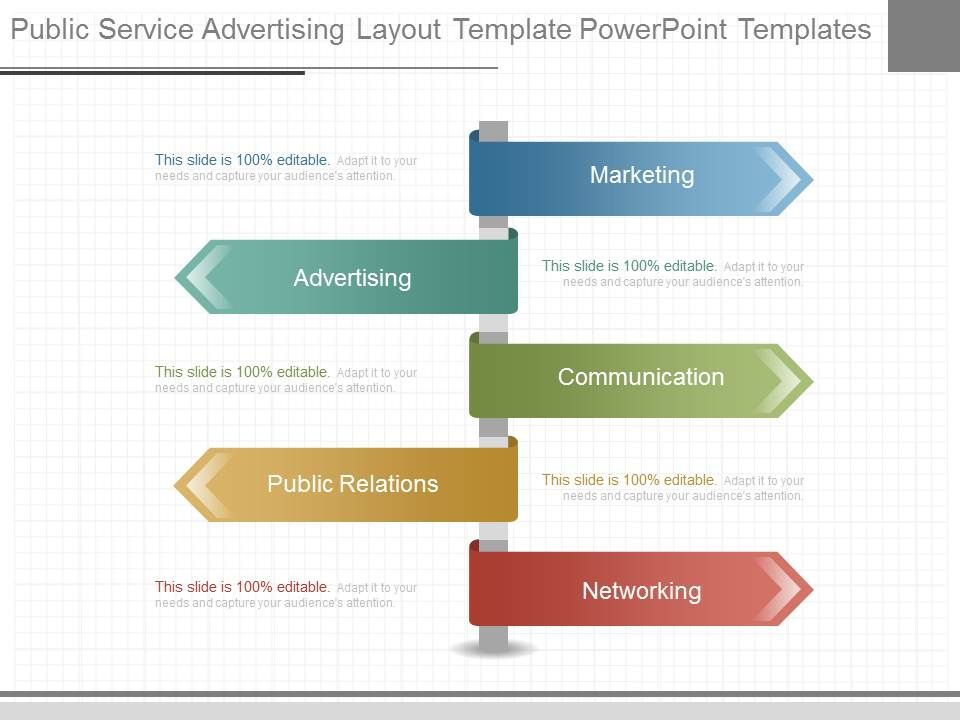 Public Service Advertising Layout Template PowerPoint Templates
This slide is 100% editable. Adapt it to your
needs and capture your audience's attention.
Marketing
Advertising
This slide is 100% editable. Adapt it to your
needs and capture your audience's attention.
This slide is 100% editable. Adapt it to your
needs and capture your audience's attention.
Communication
Public Relations
This slide is 100% editable. Adapt it to your
needs and capture your audience's attention.
This slide is 100% editable. Adapt it to your
needs and capture your audience's attention.
Networking